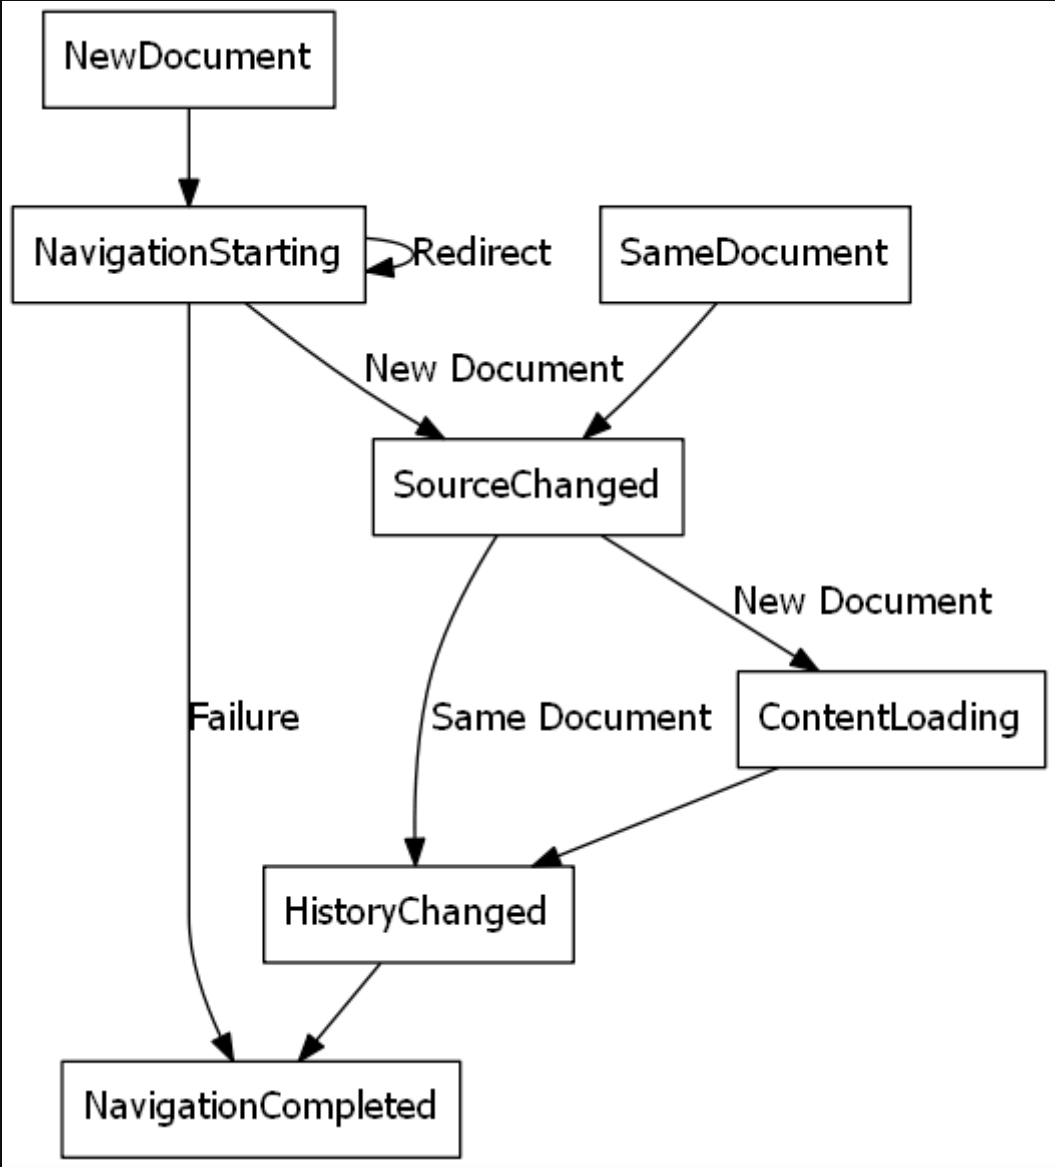 NewDocument
NavigationStarting
Redirect
SameDocument
New Document
SourceChanged
New Document
Failure
Same Document
ContentLoading
HistoryChanged
NavigationCompleted